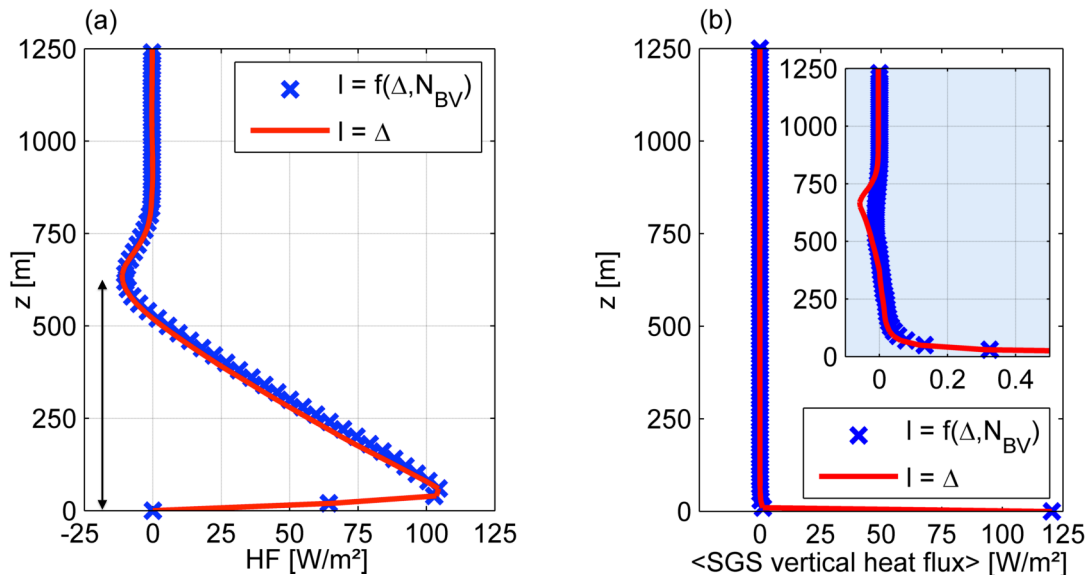 (a)
1250
1000
750
500
250
0
z [m]
-25 0 25 50 75 100 125
HF [W/m²]
l = f(Δ,N_BV)
l = Δ
(b)
1250
1000
750
500
250
0
z [m]
0 25 50 75 100 125
<SGS vertical heat flux> [W/m²]
1250
1000
750
500
250
0
0 0.2 0.4
l = f(Δ,N_BV)
l = Δ